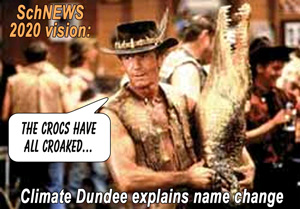 SchNEWS
2020 vision:
THE CROCS HAVE
ALL CROAKED...
Climate Dundee explains name change